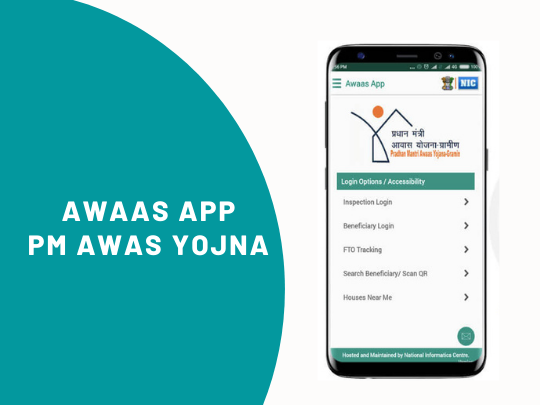 AWAAS APP
PM AWAS YOJNA
Awaas App
NIC
प्रधान मंत्री
आवास योजना-ग्रामीण
Pradhan Mantri Awaas Yojana-Gramin
Login Options / Accessibility
Inspection Login
Beneficiary Login
FTO Tracking
Search Beneficiary/ Scan QR
Houses Near Me
Hosted and Maintained by National Informatics Centre.